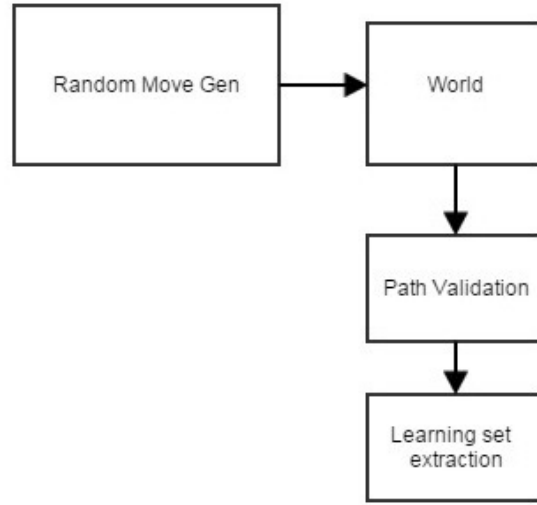 Random Move Gen
World
Path Validation
Learning set
extraction